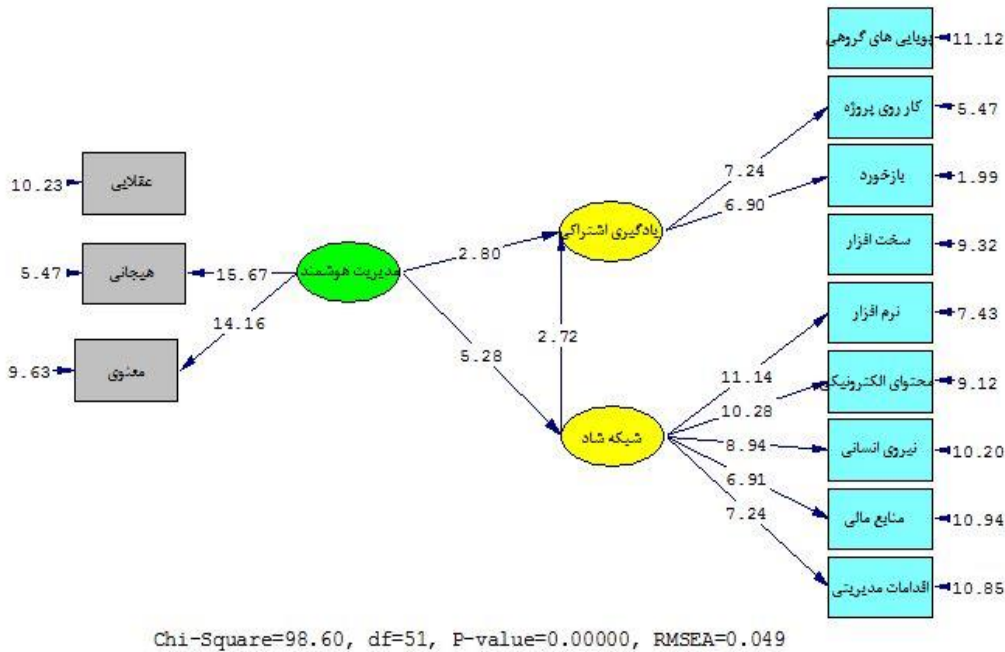 پویایی های گروهی
11.12
کار روی پروژه
5.47
7.24
بازخورد
1.99
6.90
عقلایی
10.23
یادگیری اشتراکی
سخت افزار
9.32
هیجانی
5.47
15.67
مدیریت هوشمند
2.80
نرم افزار
7.43
14.16
2.72
معنوی
9.63
5.28
11.14
محتوای الکترونیکی
9.12
10.28
شبکه شاد
8.94
نیروی انسانی
10.20
6.91
منابع مالی
10.94
7.24
اقدامات مدیریتی
10.85
Chi-Square=98.60, df=51, P-value=0.00000, RMSEA=0.049